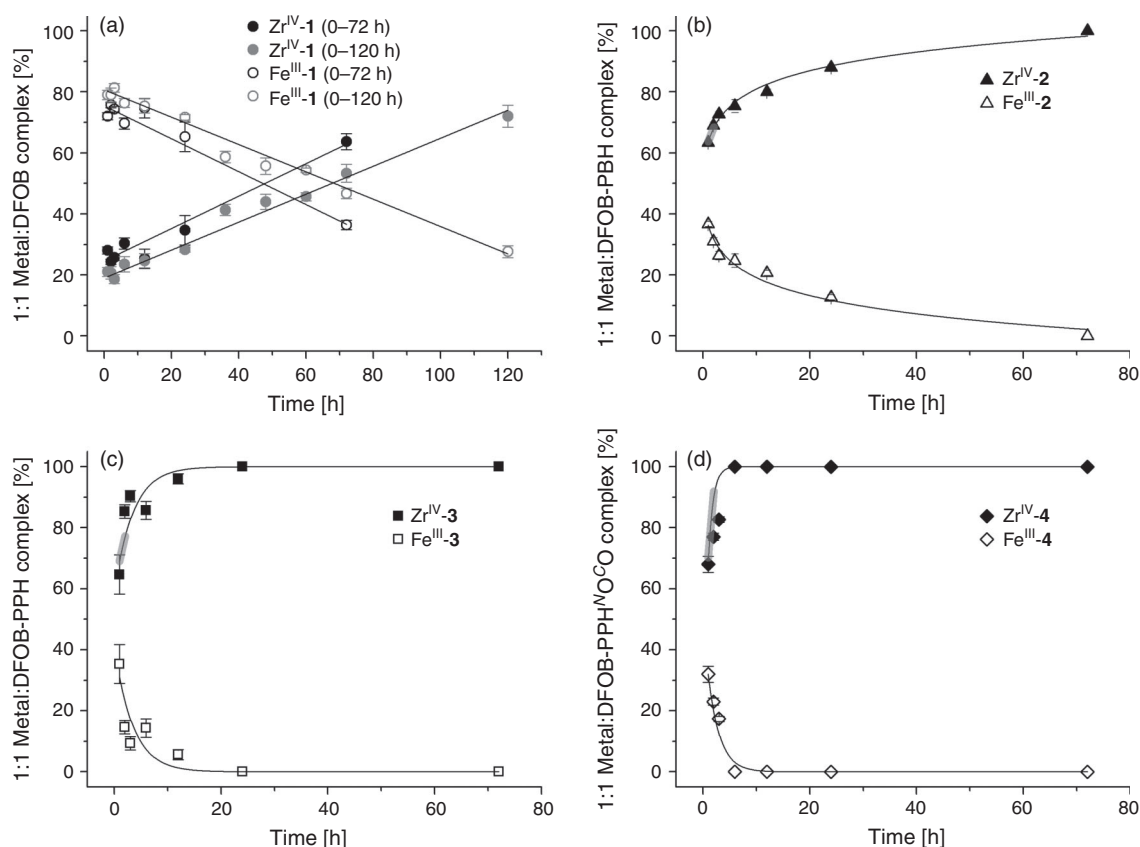 (a)
Zr^IV-1 (0–72 h)
Zr^IV-1 (0–120 h)
Fe^III-1 (0–72 h)
Fe^III-1 (0–120 h)
1:1 Metal:DFOB complex [%]
100
80
60
40
20
0
0 20 40 60 80 100 120
Time [h]
(b)
Zr^IV-2
Fe^III-2
1:1 Metal:DFOB-PBH complex [%]
100
80
60
40
20
0
0 20 40 60 80
Time [h]
(c)
Zr^IV-3
Fe^III-3
1:1 Metal:DFOB-PPH complex [%]
100
80
60
40
20
0
0 20 40 60 80
Time [h]
(d)
Zr^IV-4
Fe^III-4
1:1 Metal:DFOB-PPH^NO^CO complex [%]
100
80
60
40
20
0
0 20 40 60 80
Time [h]